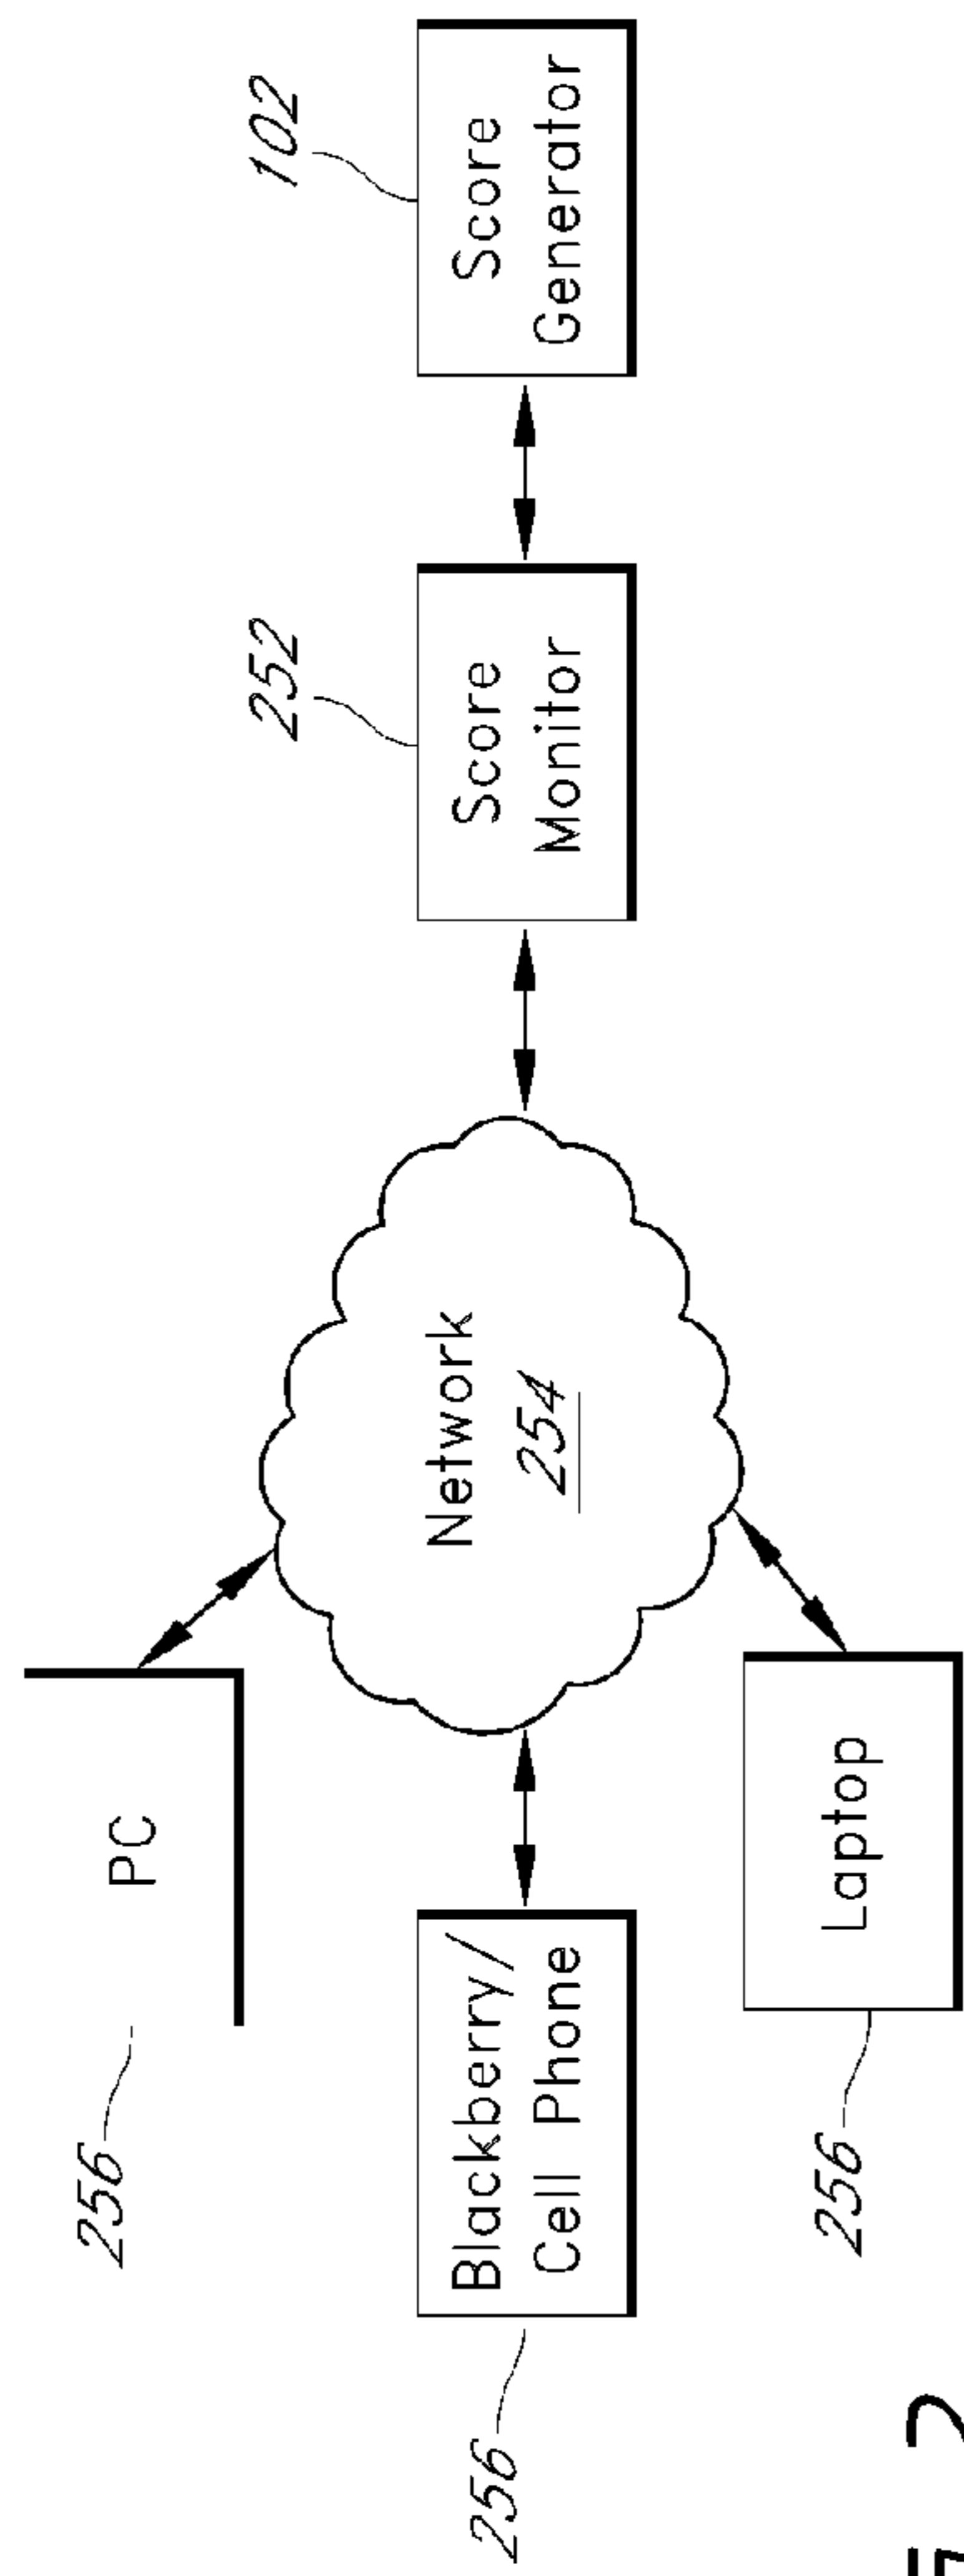 256
PC
256
Blackberry/
Cell Phone
256
Laptop
Network
254
252
Score
Monitor
102
Score
Generator